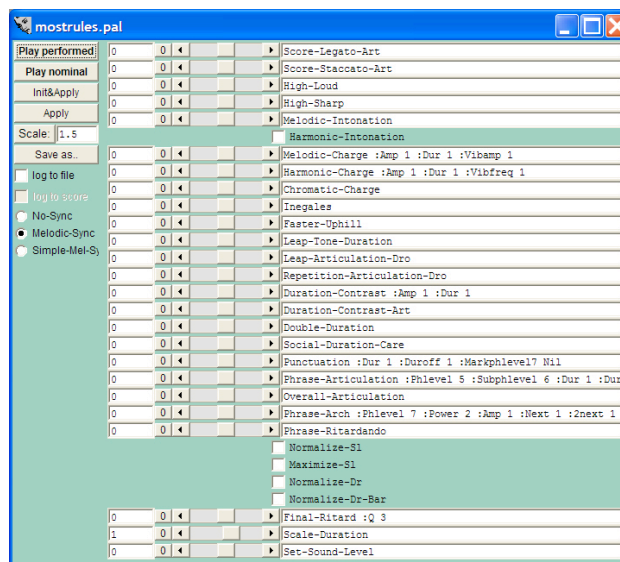 mostrules.pal
Play performed
Play nominal
Init&Apply
Apply
Scale: 1.5
Save as..
log to file
log to score
No-Sync
Melodic-Sync
Simple-Mel-Sy
0 0 Score-Legato-Art
0 0 Score-Staccato-Art
0 0 High-Loud
0 0 High-Sharp
0 0 Melodic-Intonation
Harmonic-Intonation
0 0 Melodic-Charge :Amp 1 :Dur 1 :Vibamp 1
0 0 Harmonic-Charge :Amp 1 :Dur 1 :Vibfreq 1
0 0 Chromatic-Charge
0 0 Inegales
0 0 Faster-Uphill
0 0 Leap-Tone-Duration
0 0 Leap-Articulation-Dro
0 0 Repetition-Articulation-Dro
0 0 Duration-Contrast :Amp 1 :Dur 1
0 0 Duration-Contrast-Art
0 0 Double-Duration
0 0 Social-Duration-Care
0 0 Punctuation :Dur 1 :Duroff 1 :Markphlevel7 Nil
0 0 Phrase-Articulation :Phlevel 5 :Subphlevel 6 :Dur 1 :Dur
0 0 Overall-Articulation
0 0 Phrase-Arch :Phlevel 7 :Power 2 :Amp 1 :Next 1 :2next 1
0 0 Phrase-Ritardando
Normalize-Sl
Maximize-Sl
Normalize-Dr
Normalize-Dr-Bar
0 0 Final-Ritard :Q 3
1 0 Scale-Duration
0 0 Set-Sound-Level